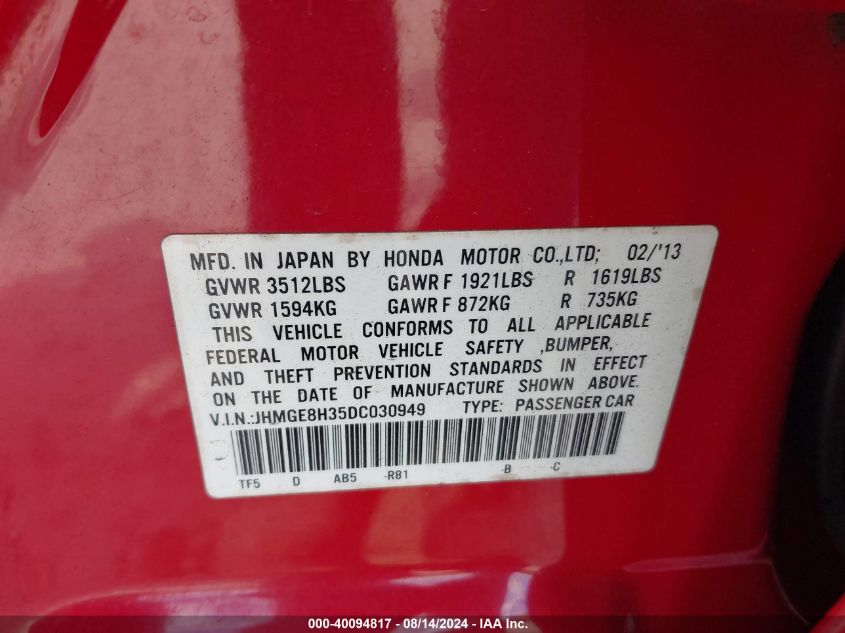 MFD. IN JAPAN BY HONDA MOTOR CO.,LTD; 02/'13
GVWR 3512LBS GAWR F 1921LBS R 1619LBS
GVWR 1594KG GAWR F 872KG R 735KG
THIS VEHICLE CONFORMS TO ALL APPLICABLE
FEDERAL MOTOR VEHICLE SAFETY ,BUMPER,
AND THEFT PREVENTION STANDARDS IN EFFECT
ON THE DATE OF MANUFACTURE SHOWN ABOVE.
V.I.N.:JHMGE8H35DC030949 TYPE: PASSENGER CAR
TF5 D AB5 -R81 -B -C
000-40094817 - 08/14/2024 - IAA Inc.